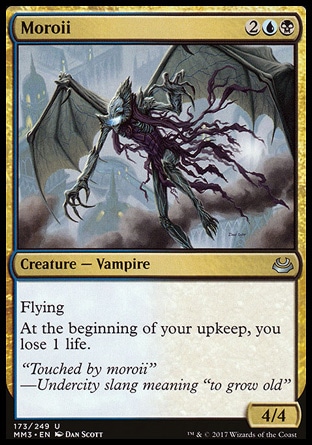 Moroii 2
Creature — Vampire
Flying
At the beginning of your upkeep, you
lose 1 life.
“Touched by moroii”
—Undercity slang meaning “to grow old”
4/4
173/249 U
MM3 • EN Dan Scott
™ & © 2017 Wizards of the Coast